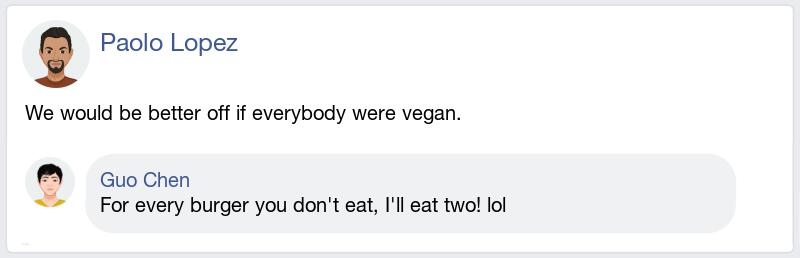 Paolo Lopez
We would be better off if everybody were vegan.
Guo Chen
For every burger you don't eat, I'll eat two! lol